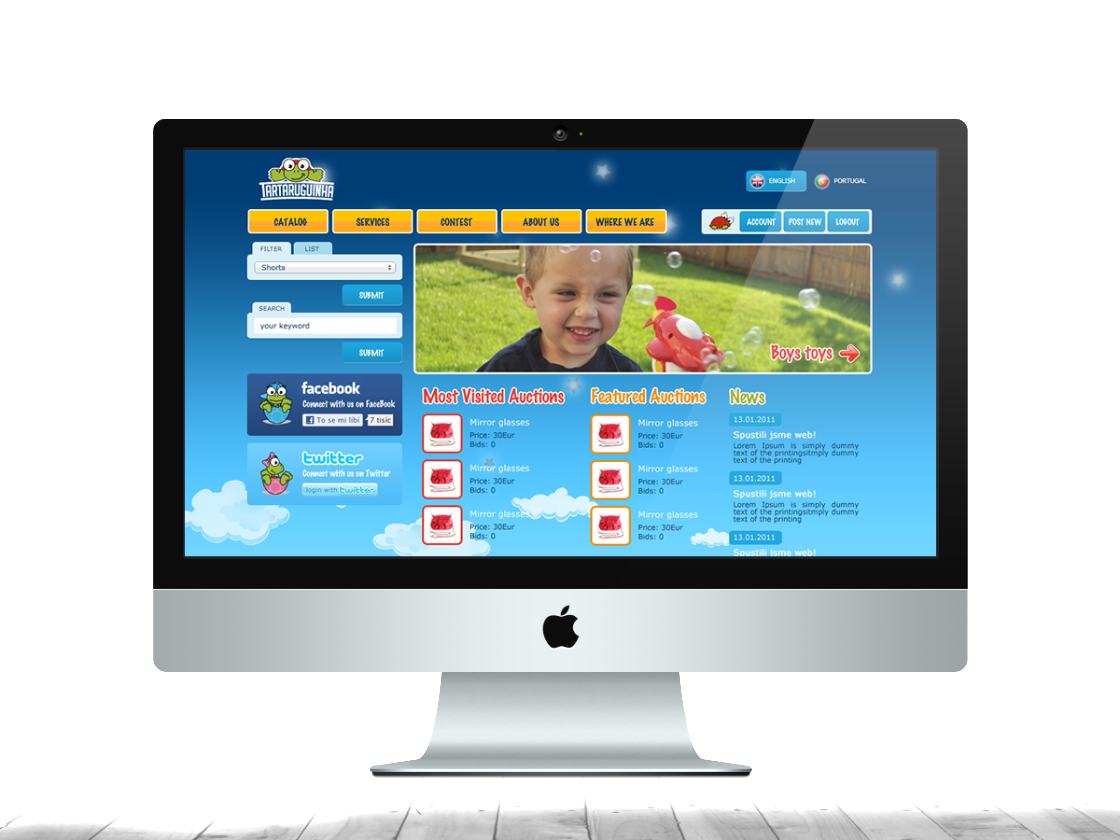 TARTARUGUINHA
ENGLISH
PORTUGAL
CATALOG
SERVICES
CONTEST
ABOUT US
WHERE WE ARE
ACCOUNT
POST NEW
LOGOUT
FILTER
LIST
Shorts
SUBMIT
SEARCH
your keyword
SUBMIT
facebook
Connect with us on FaceBook
To se mi libí
7 tisíc
twitter
Connect with us on Twitter
login with twitter
Boys toys
Most Visited Auctions
Mirror glasses
Price: 30Eur
Bids: 0
Mirror glasses
Price: 30Eur
Bids: 0
Mirror glasses
Price: 30Eur
Bids: 0
Featured Auctions
Mirror glasses
Price: 30Eur
Bids: 0
Mirror glasses
Price: 30Eur
Bids: 0
Mirror glasses
Price: 30Eur
Bids: 0
News
13.01.2011
Spustili jsme web!
Lorem Ipsum is simply dummy
text of the printingsitmply dummy
text of the printing
13.01.2011
Spustili jsme web!
Lorem Ipsum is simply dummy
text of the printingsitmply dummy
text of the printing
13.01.2011
Spustili jsme web!